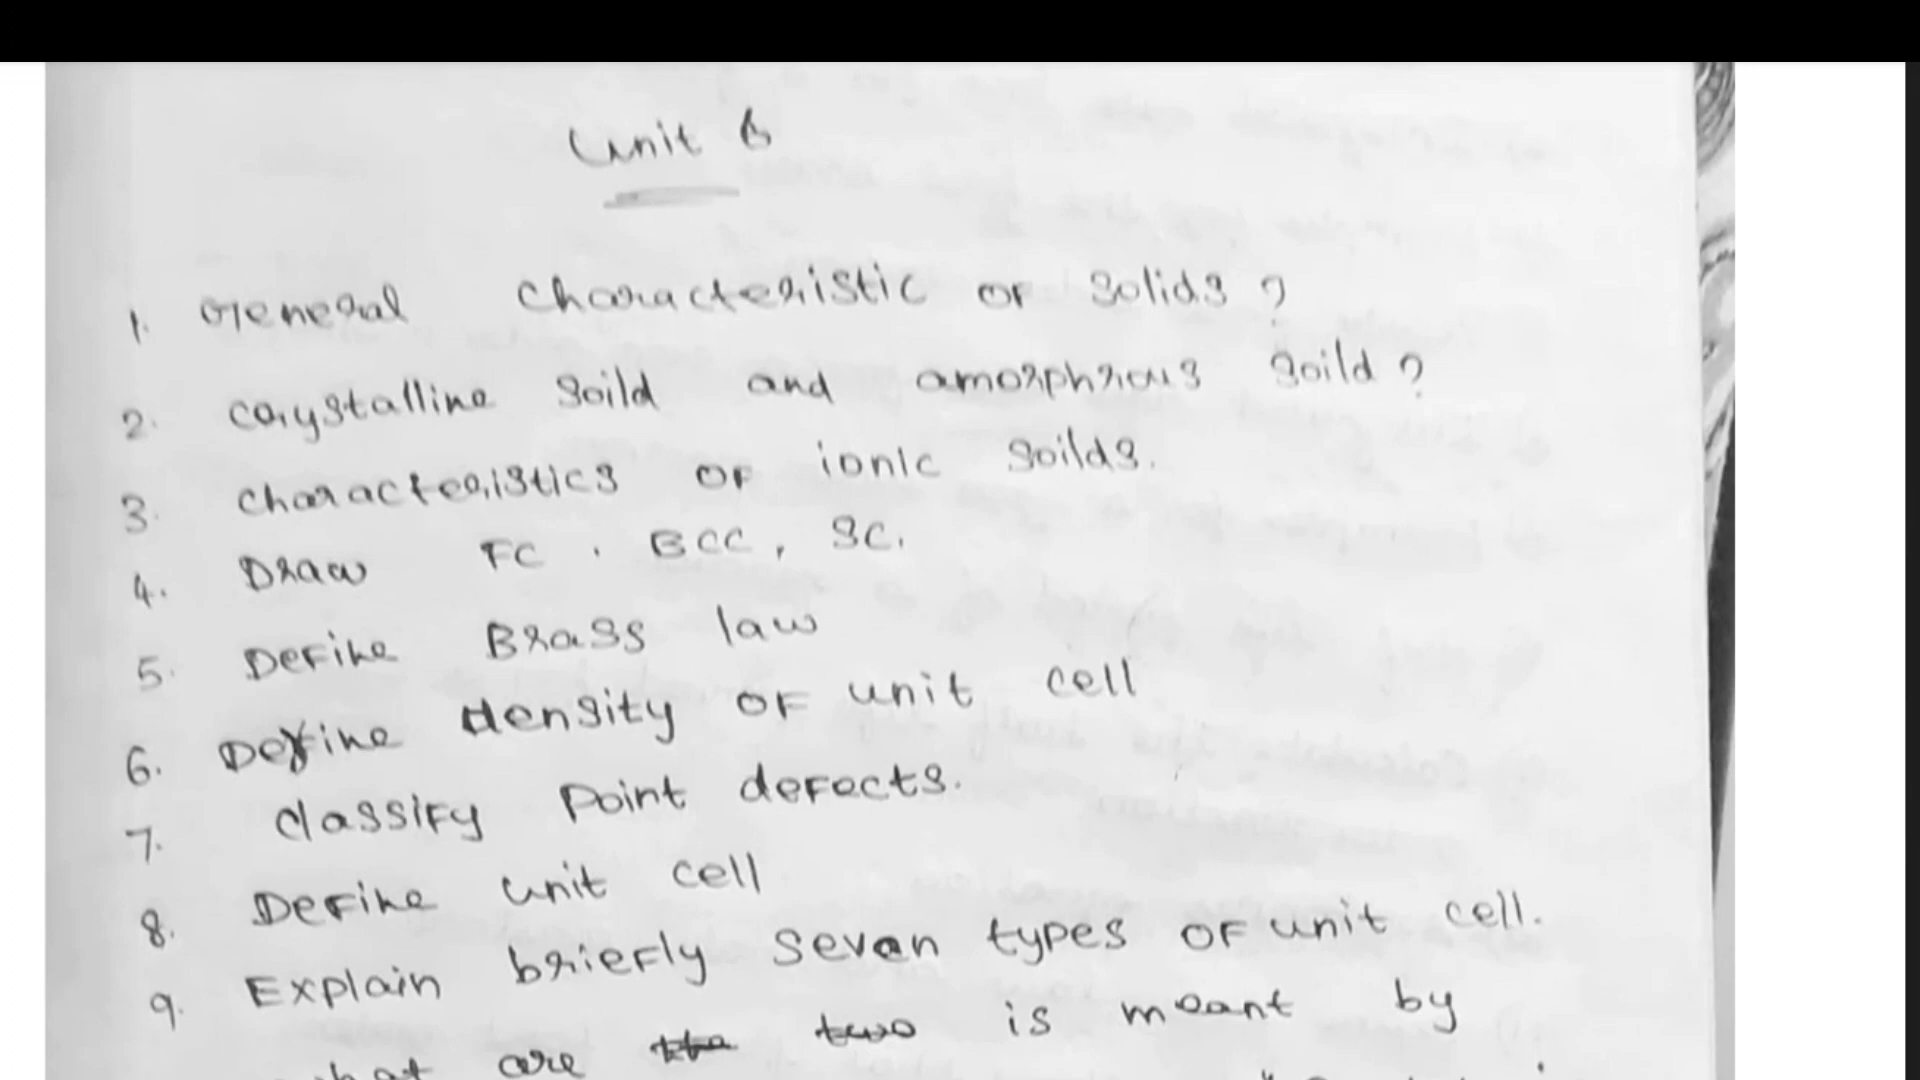 Unit 6
1. General characteristic of solids ?
2. crystalline soild and amorphrous soild ?
3. characteristics of ionic soilds.
4. Draw FC . BCC, SC.
5. Define Brass law
6. Define density of unit cell
7. classify point defects.
8. Define unit cell
9. Explain briefly seven types of unit cell.
are two is meant by